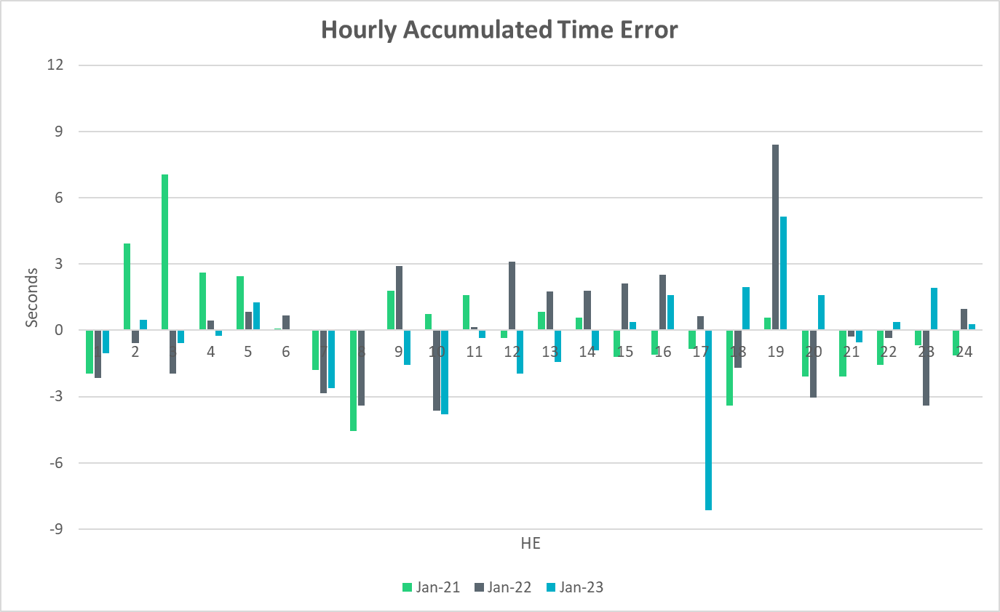 Hourly Accumulated Time Error
12
9
6
3
0
-3
-6
-9
Seconds
1 2 3 4 5 6 7 8 9 10 11 12 13 14 15 16 17 18 19 20 21 22 23 24
HE
Jan-21 Jan-22 Jan-23